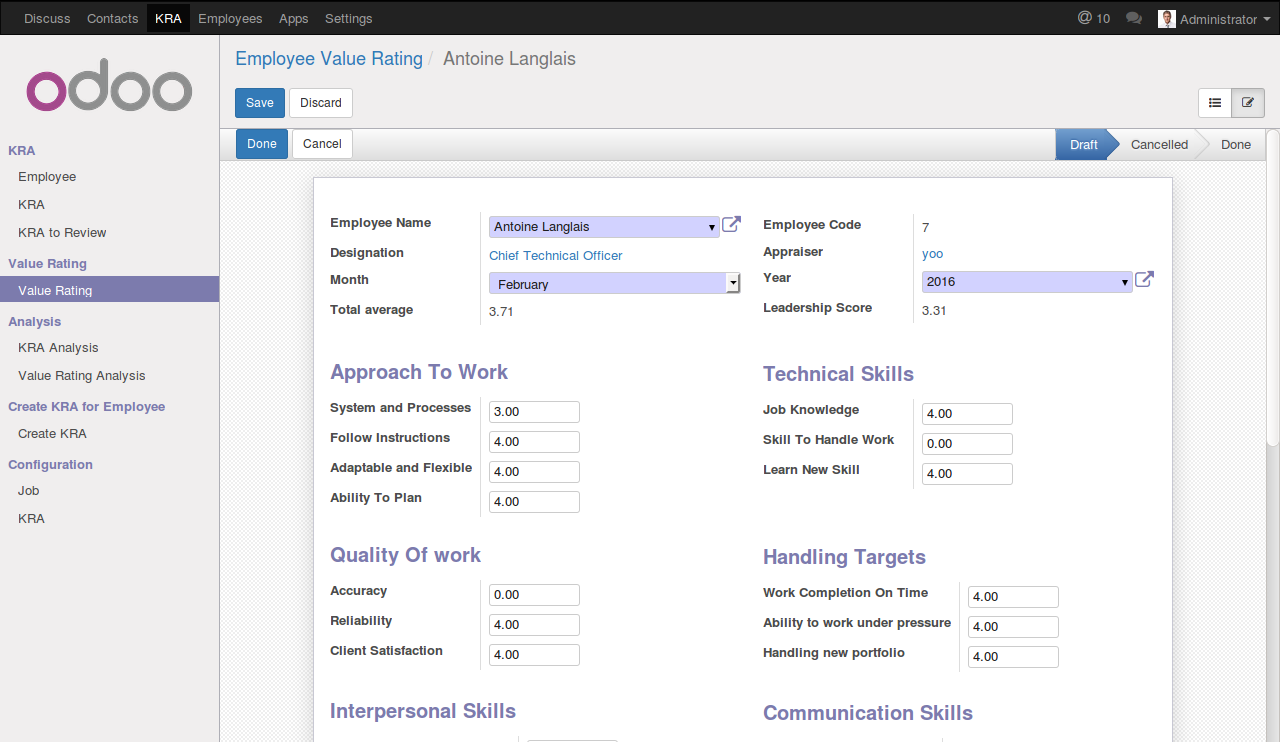 Discuss Contacts KRA Employees Apps Settings 10 Administrator
odoo
Employee Value Rating / Antoine Langlais
Save Discard
Done Cancel Draft Cancelled Done
KRA
Employee
KRA
KRA to Review
Value Rating
Value Rating
Analysis
KRA Analysis
Value Rating Analysis
Create KRA for Employee
Create KRA
Configuration
Job
KRA
Employee Name Antoine Langlais
Designation Chief Technical Officer
Month February
Total average 3.71
Employee Code 7
Appraiser yoo
Year 2016
Leadership Score 3.31
Approach To Work
System and Processes 3.00
Follow Instructions 4.00
Adaptable and Flexible 4.00
Ability To Plan 4.00
Technical Skills
Job Knowledge 4.00
Skill To Handle Work 0.00
Learn New Skill 4.00
Quality Of work
Accuracy 0.00
Reliability 4.00
Client Satisfaction 4.00
Handling Targets
Work Completion On Time 4.00
Ability to work under pressure 4.00
Handling new portfolio 4.00
Interpersonal Skills
Communication Skills